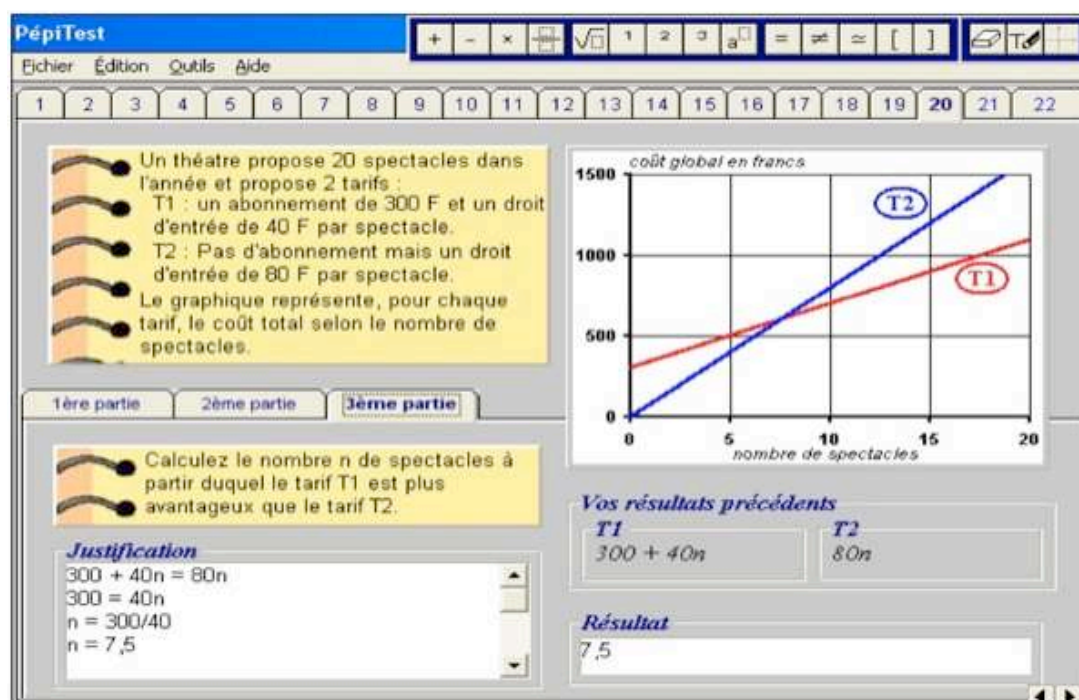 PépiTest
+ - × √ 1 2 3 a = ≠ ≃ [ ] T
Fichier Édition Outils Aide
1 2 3 4 5 6 7 8 9 10 11 12 13 14 15 16 17 18 19 20 21 22
Un théatre propose 20 spectacles dans
l'année et propose 2 tarifs :
T1 : un abonnement de 300 F et un droit
d'entrée de 40 F par spectacle.
T2 : Pas d'abonnement mais un droit
d'entrée de 80 F par spectacle.
Le graphique représente, pour chaque
tarif, le coût total selon le nombre de
spectacles.
coût global en francs
1500
T2
1000
T1
500
0
0 5 10 15 20
nombre de spectacles
1ère partie 2ème partie 3ème partie
Calculez le nombre n de spectacles à
partir duquel le tarif T1 est plus
avantageux que le tarif T2.
Vos résultats précédents
T1 T2
300 + 40n 80n
Justification
300 + 40n = 80n
300 = 40n
n = 300/40
n = 7,5
Résultat
7,5